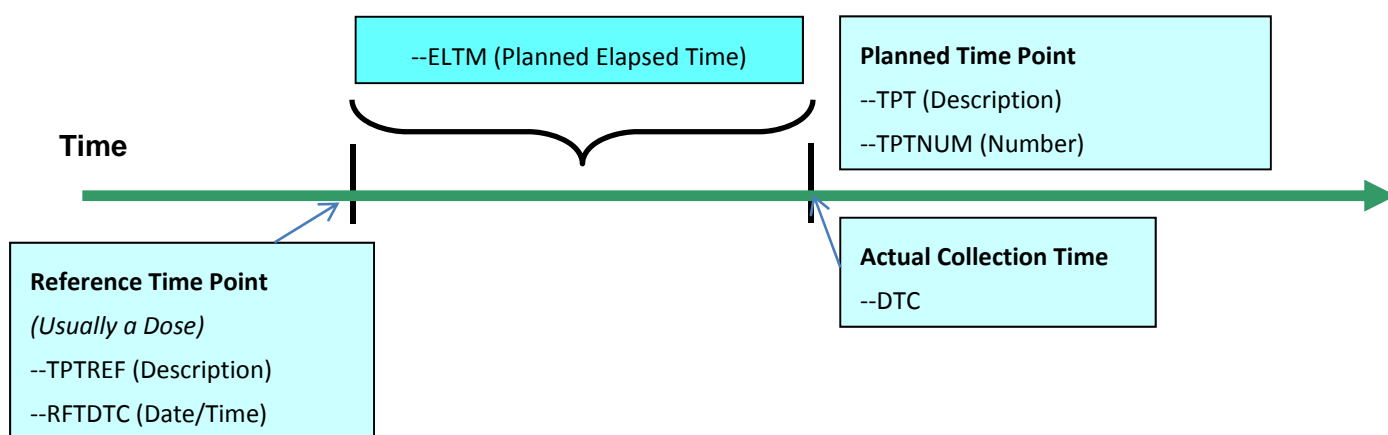 --ELTM (Planned Elapsed Time)
Planned Time Point
--TPT (Description)
--TPTNUM (Number)
Time
Reference Time Point
(Usually a Dose)
--TPTREF (Description)
--RFTDTC (Date/Time)
Actual Collection Time
--DTC